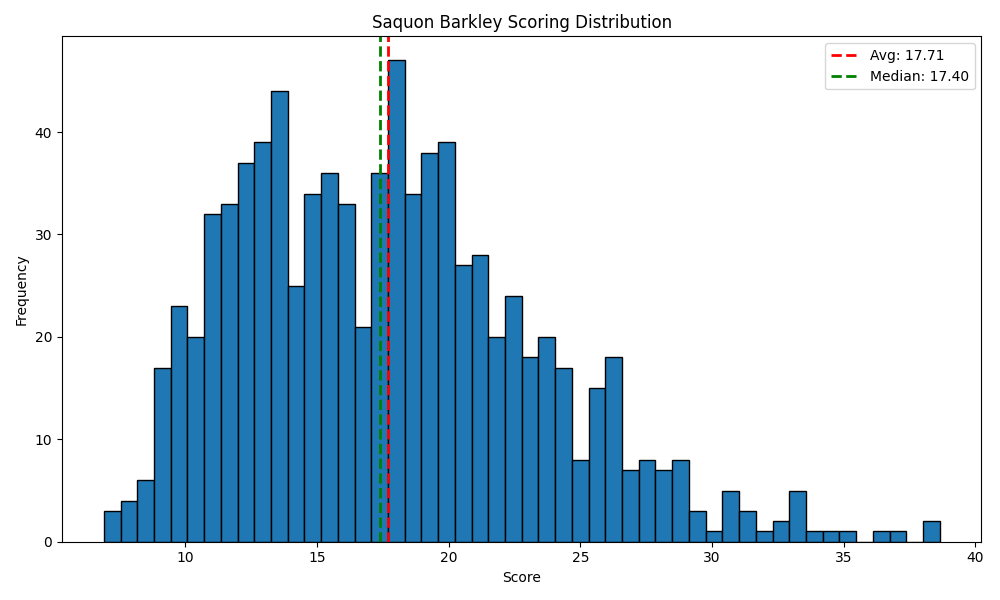 Saquon Barkley Scoring Distribution
Avg: 17.71
Median: 17.40
Frequency
40
30
20
10
0
10 15 20 25 30 35 40
Score